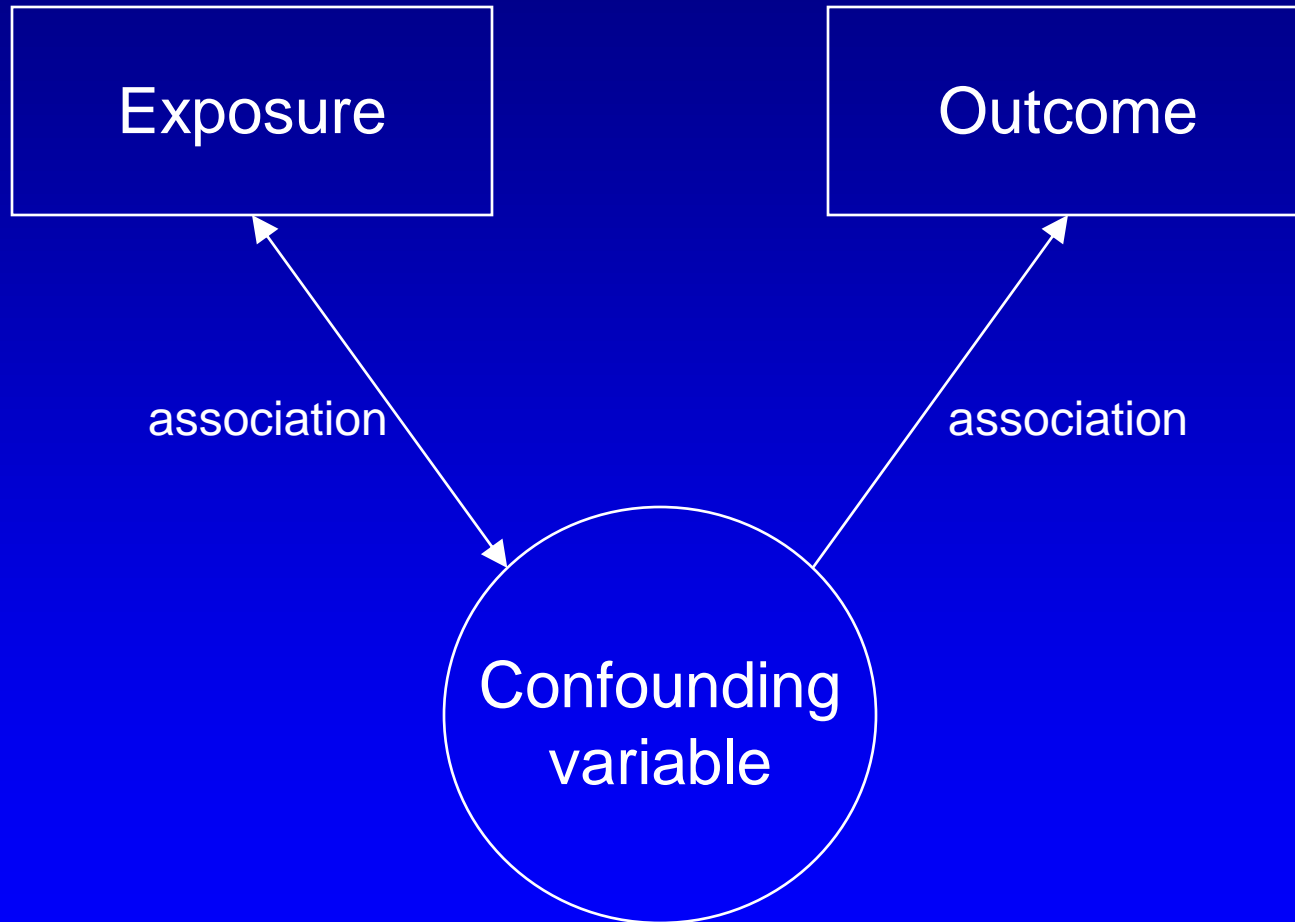 Exposure
Outcome
association
association
Confounding
variable